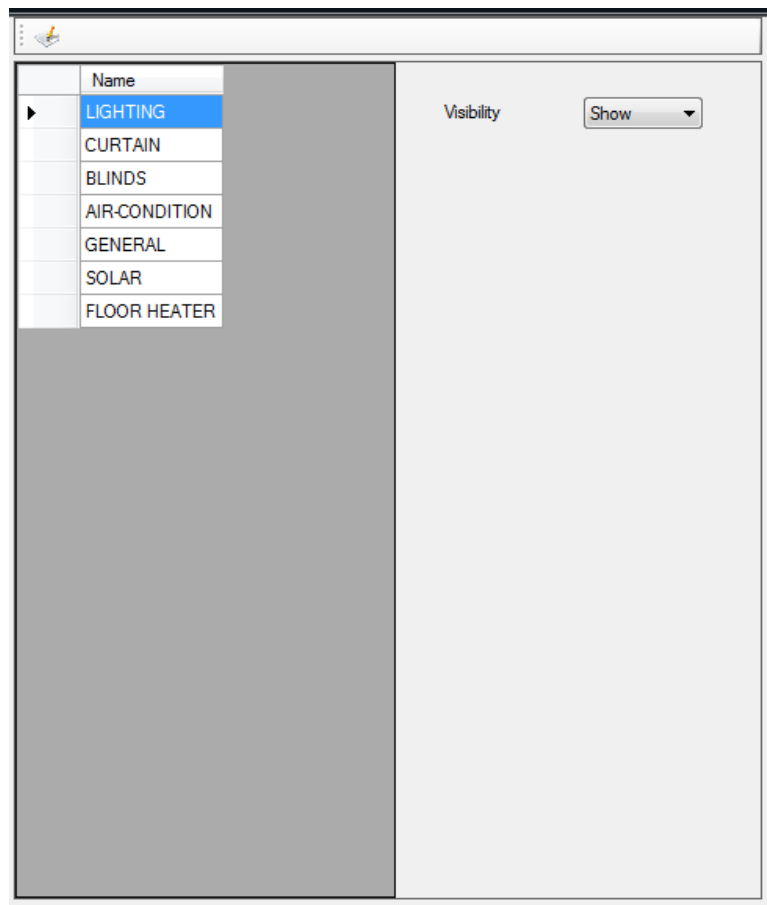 Name
LIGHTING
CURTAIN
BLINDS
AIR-CONDITION
GENERAL
SOLAR
FLOOR HEATER
Visibility Show